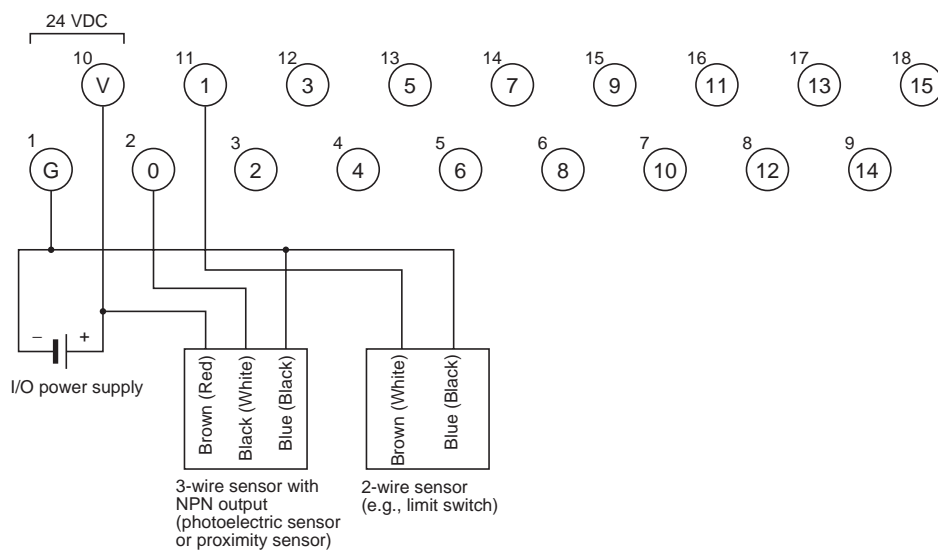 24 VDC
10 11 12 13 14 15 16 17 18
V 1 3 5 7 9 11 13 15
1 2 3 4 5 6 7 8 9
G 0 2 4 6 8 10 12 14
– +
I/O power supply
Brown (Red)
Black (White)
Blue (Black)
Brown (White)
Blue (Black)
3-wire sensor with
NPN output
(photoelectric sensor
or proximity sensor)
2-wire sensor
(e.g., limit switch)